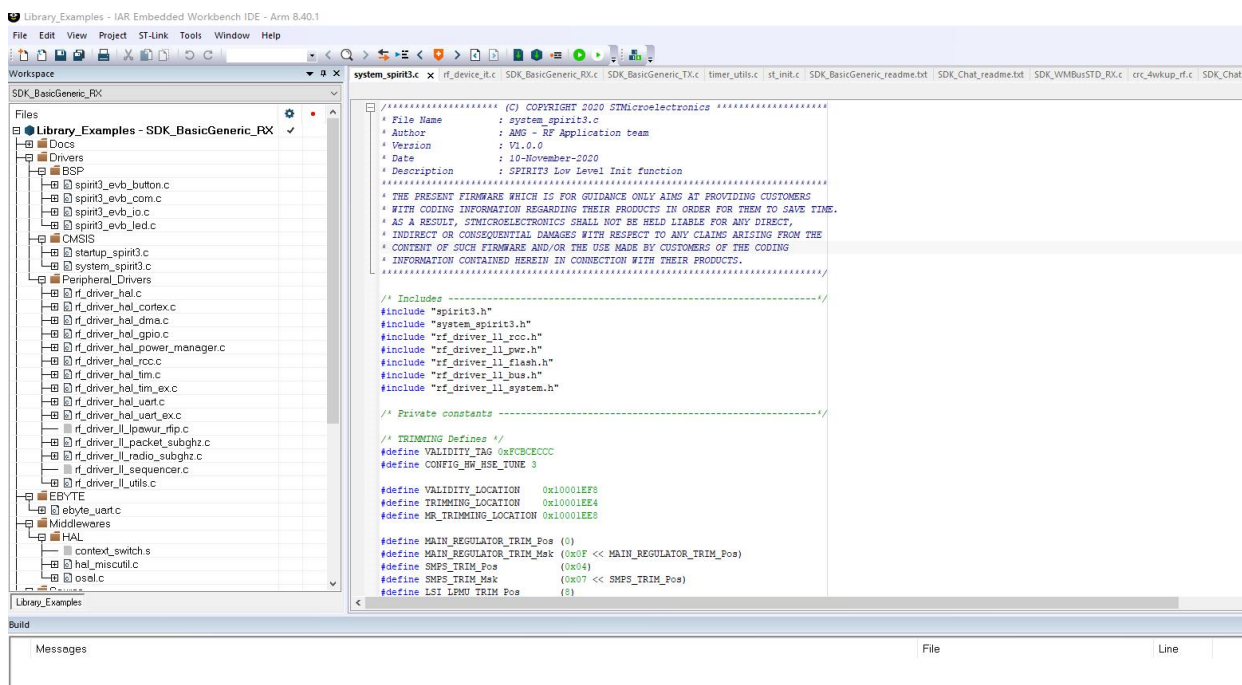 Library_Examples - IAR Embedded Workbench IDE - Arm 8.40.1
File Edit View Project ST-Link Tools Window Help
Workspace
SDK_BasicGeneric_RX
Files
Library_Examples - SDK_BasicGeneric_RX
Docs
Drivers
BSP
spirit3_evb_button.c
spirit3_evb_com.c
spirit3_evb_io.c
spirit3_evb_led.c
CMSIS
startup_spirit3.c
system_spirit3.c
Peripheral_Drivers
rf_driver_hal.c
rf_driver_hal_cortex.c
rf_driver_hal_dma.c
rf_driver_hal_gpio.c
rf_driver_hal_power_manager.c
rf_driver_hal_rcc.c
rf_driver_hal_tim.c
rf_driver_hal_tim_ex.c
rf_driver_hal_uart.c
rf_driver_hal_uart_ex.c
rf_driver_ll_lpawur_rfip.c
rf_driver_ll_packet_subghz.c
rf_driver_ll_radio_subghz.c
rf_driver_ll_sequencer.c
rf_driver_ll_utils.c
EBYTE
ebyte_uart.c
Middlewares
HAL
context_switch.s
hal_miscutil.c
osal.c
Library_Examples
system_spirit3.c x rf_device_it.c SDK_BasicGeneric_RX.c SDK_BasicGeneric_TX.c timer_utils.c st_init.c SDK_BasicGeneric_readme.txt SDK_Chat_readme.txt SDK_WMBusSTD_RX.c crc_4wkup_rf.c SDK_Chat
/******************** (C) COPYRIGHT 2020 STMicroelectronics ********************
* File Name : system_spirit3.c
* Author : AMG - RF Application team
* Version : V1.0.0
* Date : 10-November-2020
* Description : SPIRIT3 Low Level Init function
********************************************************************************
* THE PRESENT FIRMWARE WHICH IS FOR GUIDANCE ONLY AIMS AT PROVIDING CUSTOMERS
* WITH CODING INFORMATION REGARDING THEIR PRODUCTS IN ORDER FOR THEM TO SAVE TIME.
* AS A RESULT, STMICROELECTRONICS SHALL NOT BE HELD LIABLE FOR ANY DIRECT,
* INDIRECT OR CONSEQUENTIAL DAMAGES WITH RESPECT TO ANY CLAIMS ARISING FROM THE
* CONTENT OF SUCH FIRMWARE AND/OR THE USE MADE BY CUSTOMERS OF THE CODING
* INFORMATION CONTAINED HEREIN IN CONNECTION WITH THEIR PRODUCTS.
*******************************************************************************/
/* Includes ------------------------------------------------------------------*/
#include "spirit3.h"
#include "system_spirit3.h"
#include "rf_driver_ll_rcc.h"
#include "rf_driver_ll_pwr.h"
#include "rf_driver_ll_flash.h"
#include "rf_driver_ll_bus.h"
#include "rf_driver_ll_system.h"
/* Private constants ---------------------------------------------------------*/
/* TRIMMING Defines */
#define VALIDITY_TAG 0xFCBCECCC
#define CONFIG_HW_HSE_TUNE 3
#define VALIDITY_LOCATION 0x10001EF8
#define TRIMMING_LOCATION 0x10001EE4
#define MR_TRIMMING_LOCATION 0x10001EE8
#define MAIN_REGULATOR_TRIM_Pos (0)
#define MAIN_REGULATOR_TRIM_Msk (0x0F << MAIN_REGULATOR_TRIM_Pos)
#define SMPS_TRIM_Pos (0x04)
#define SMPS_TRIM_Msk (0x07 << SMPS_TRIM_Pos)
#define LSI_LPMU_TRIM_Pos (8)
Build
Messages File Line